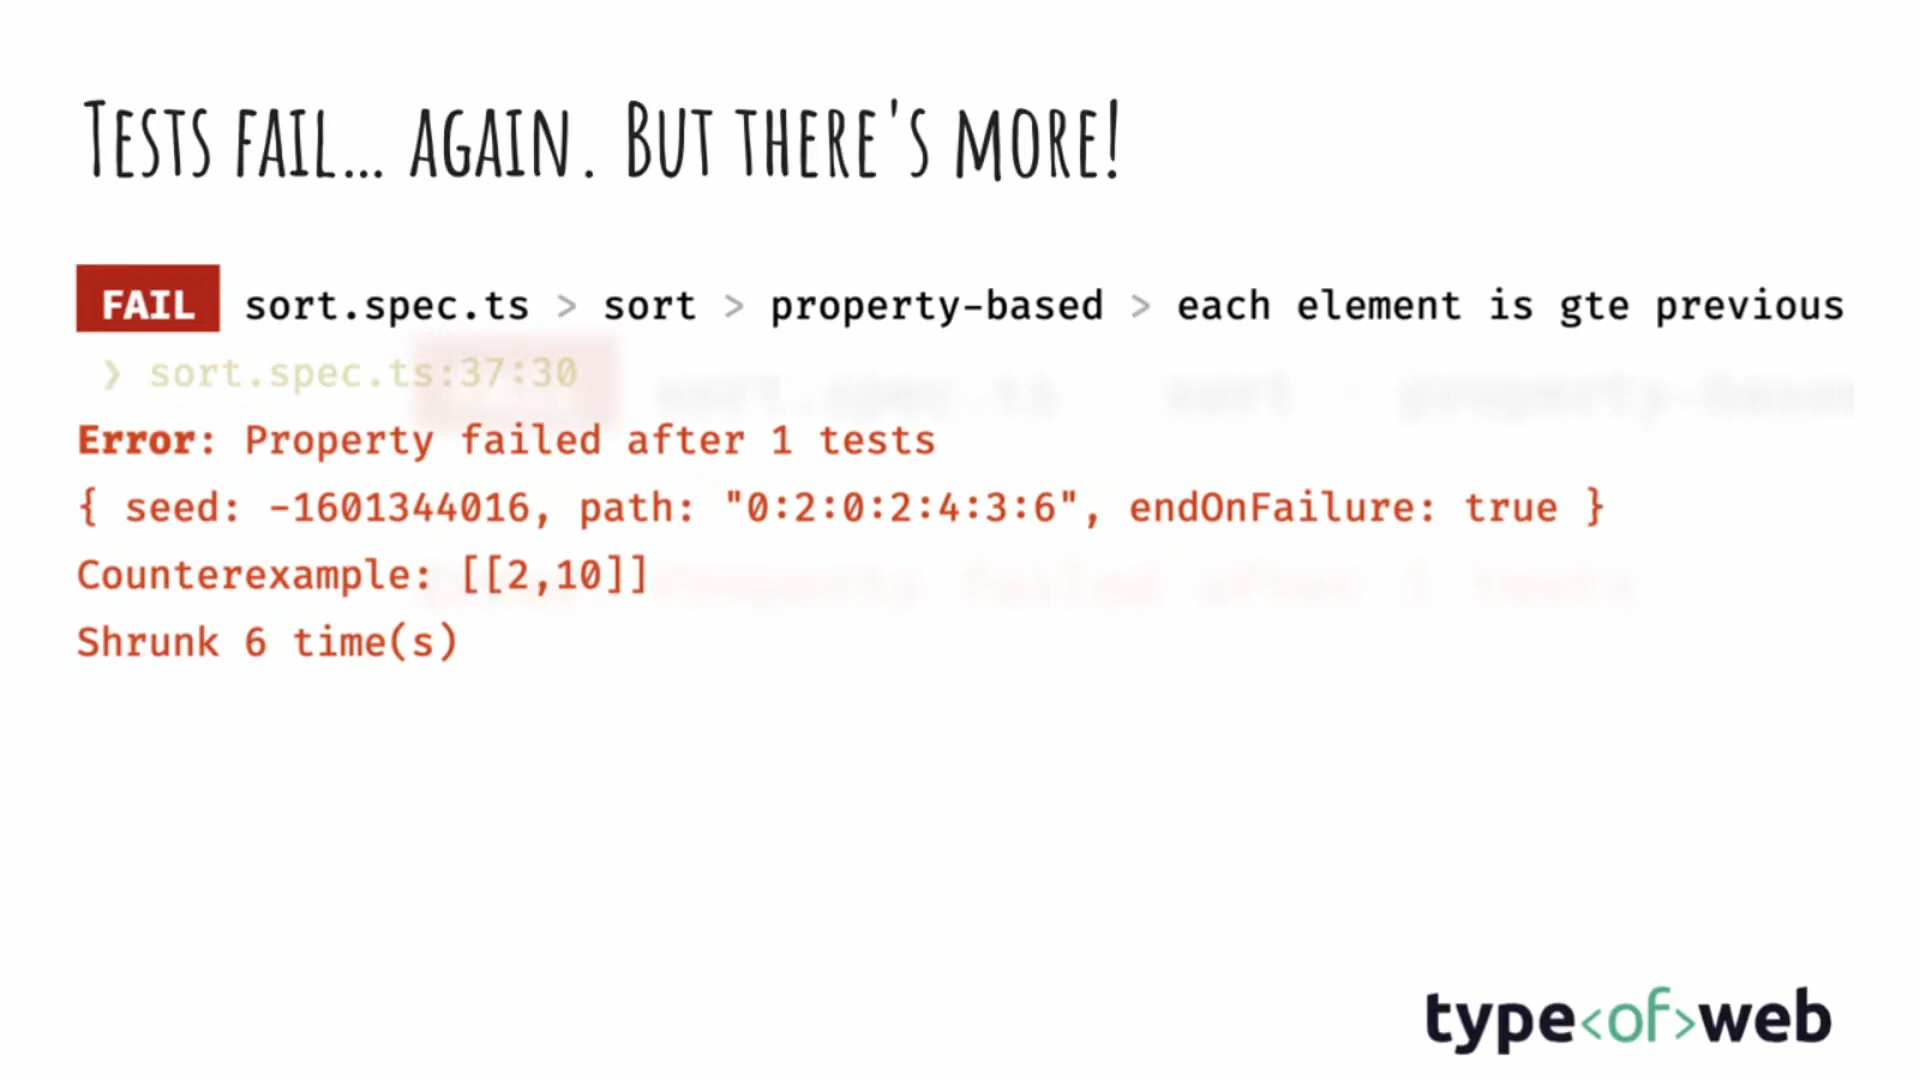 Tests fail... again. But there's more!
FAIL sort.spec.ts > sort > property-based > each element is gte previous
❯ sort.spec.ts:37:30
Error: Property failed after 1 tests
{ seed: -1601344016, path: "0:2:0:2:4:3:6", endOnFailure: true }
Counterexample: [[2,10]]
Shrunk 6 time(s)
type<of>web